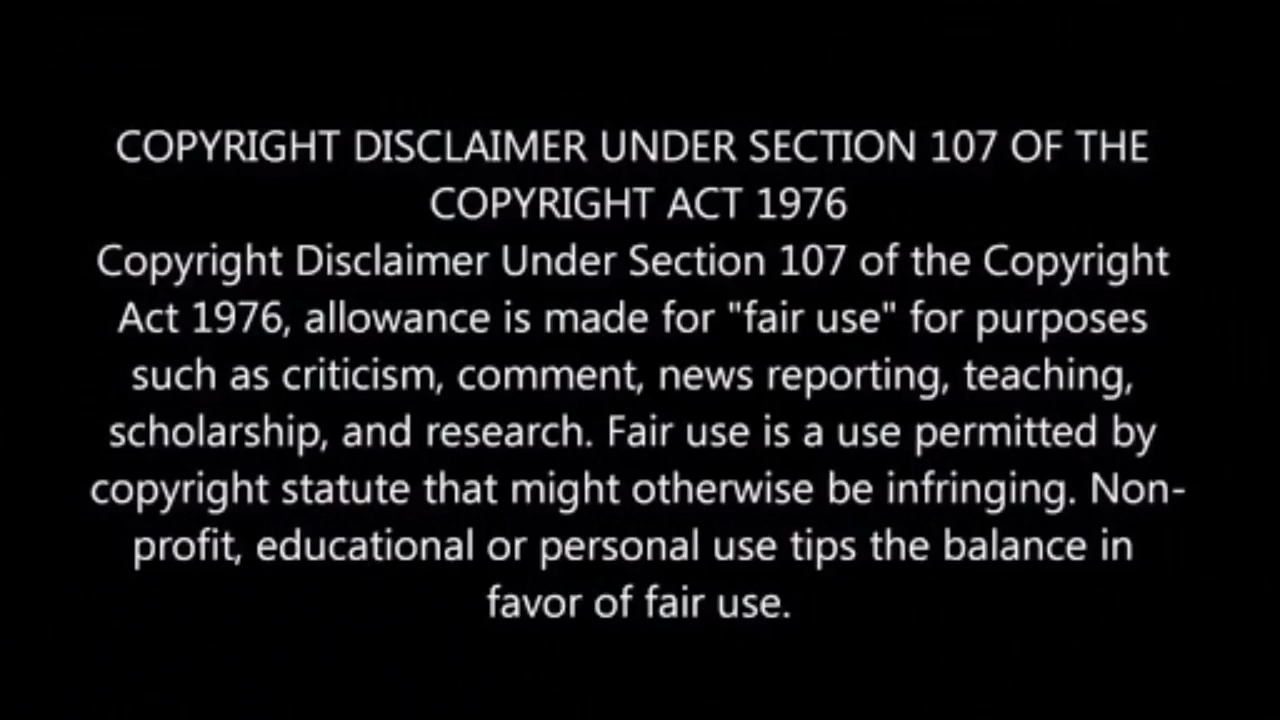 COPYRIGHT DISCLAIMER UNDER SECTION 107 OF THE
COPYRIGHT ACT 1976
Copyright Disclaimer Under Section 107 of the Copyright
Act 1976, allowance is made for "fair use" for purposes
such as criticism, comment, news reporting, teaching,
scholarship, and research. Fair use is a use permitted by
copyright statute that might otherwise be infringing. Non-
profit, educational or personal use tips the balance in
favor of fair use.